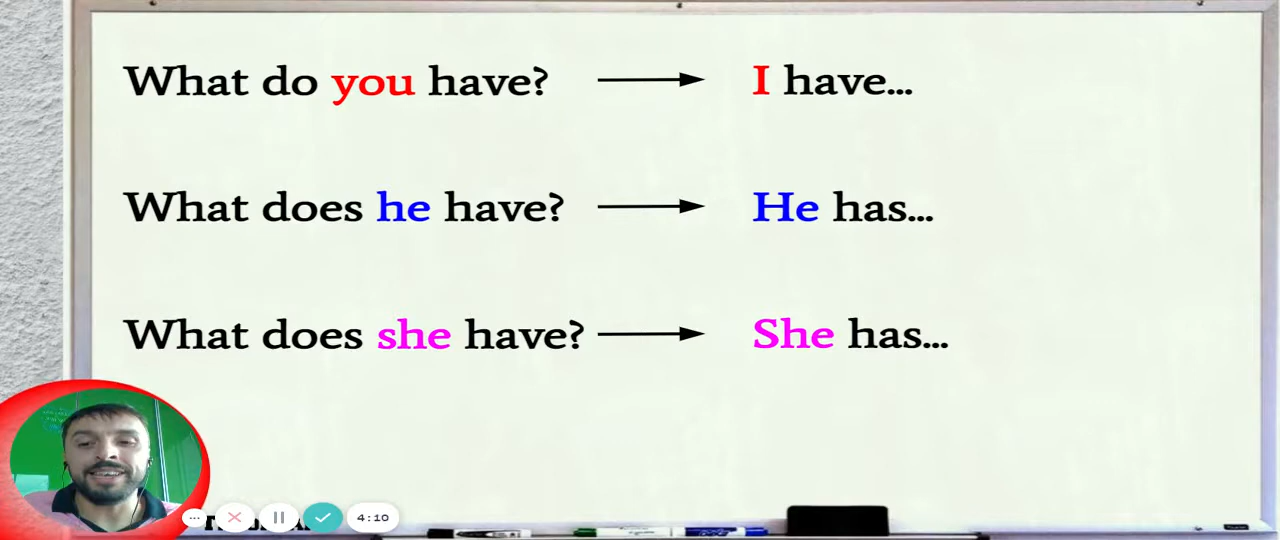 What do you have? I have...
What does he have? He has...
What does she have? She has...
4:10